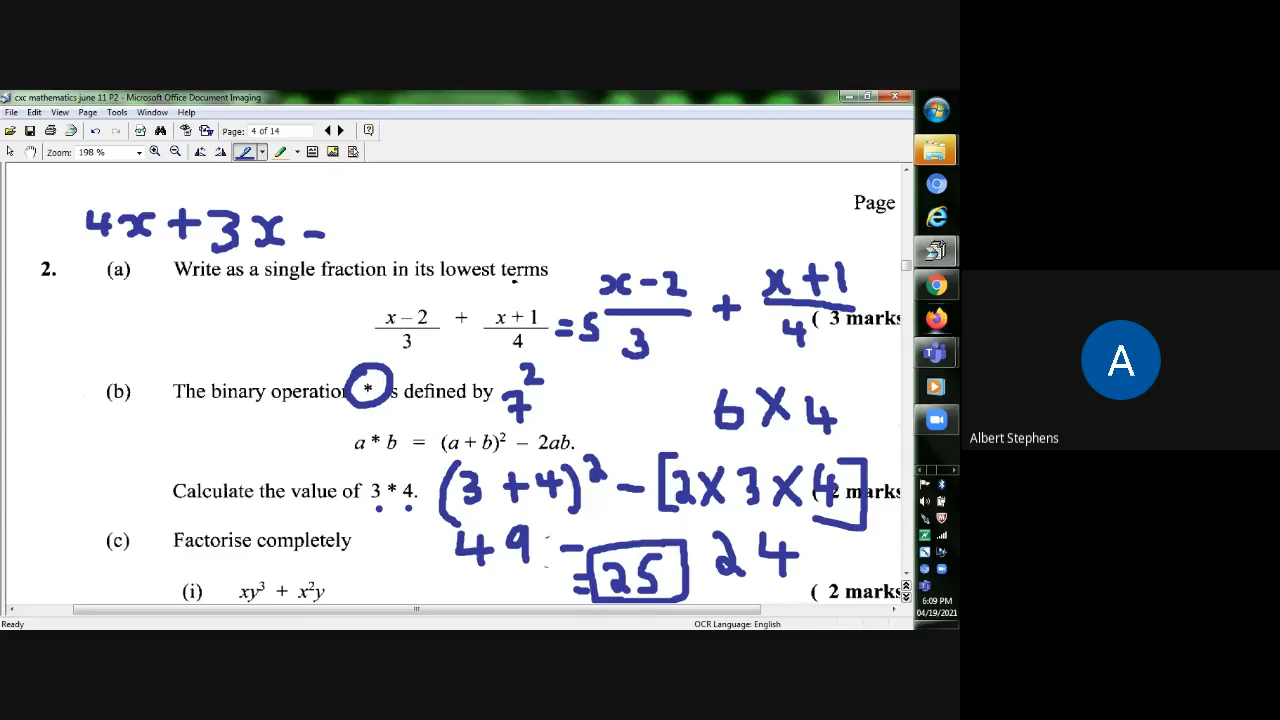 cxc mathematics june 11 P2 - Microsoft Office Document Imaging
File Edit View Page Tools Window Help
Page: 4 of 14
Zoom: 198 %
Page
4x + 3x -
2. (a) Write as a single fraction in its lowest terms
x – 2 / 3 + x + 1 / 4 = 5 x - 2 / 3 + x + 1 / 4 ( 3 marks
(b) The binary operation * is defined by 7²
6 × 4
a * b = (a + b)² – 2ab.
Calculate the value of 3 * 4. (3 + 4)² - [2 × 3 × 4] ( 2 marks
49 - 24
(c) Factorise completely
= 25
(i) xy³ + x²y ( 2 marks
Ready OCR Language: English
6:09 PM
04/19/2021
A
Albert Stephens